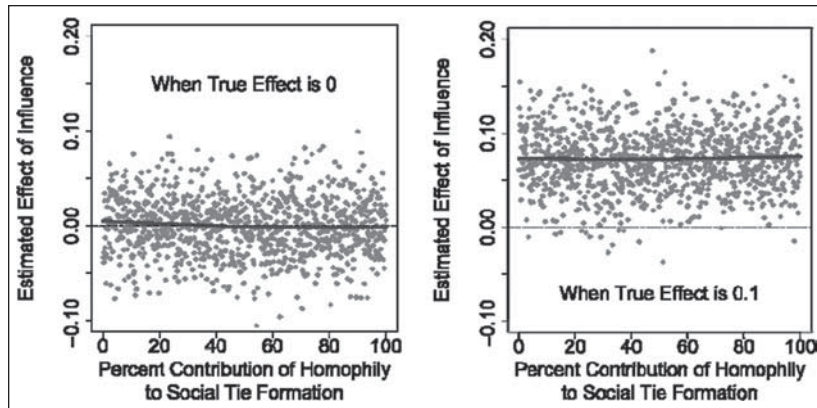 When True Effect is 0
Estimated Effect of Influence
0.20
0.10
0.00
−0.10
0 20 40 60 80 100
Percent Contribution of Homophily
to Social Tie Formation
When True Effect is 0.1
Estimated Effect of Influence
0.20
0.10
0.00
−0.10
0 20 40 60 80 100
Percent Contribution of Homophily
to Social Tie Formation